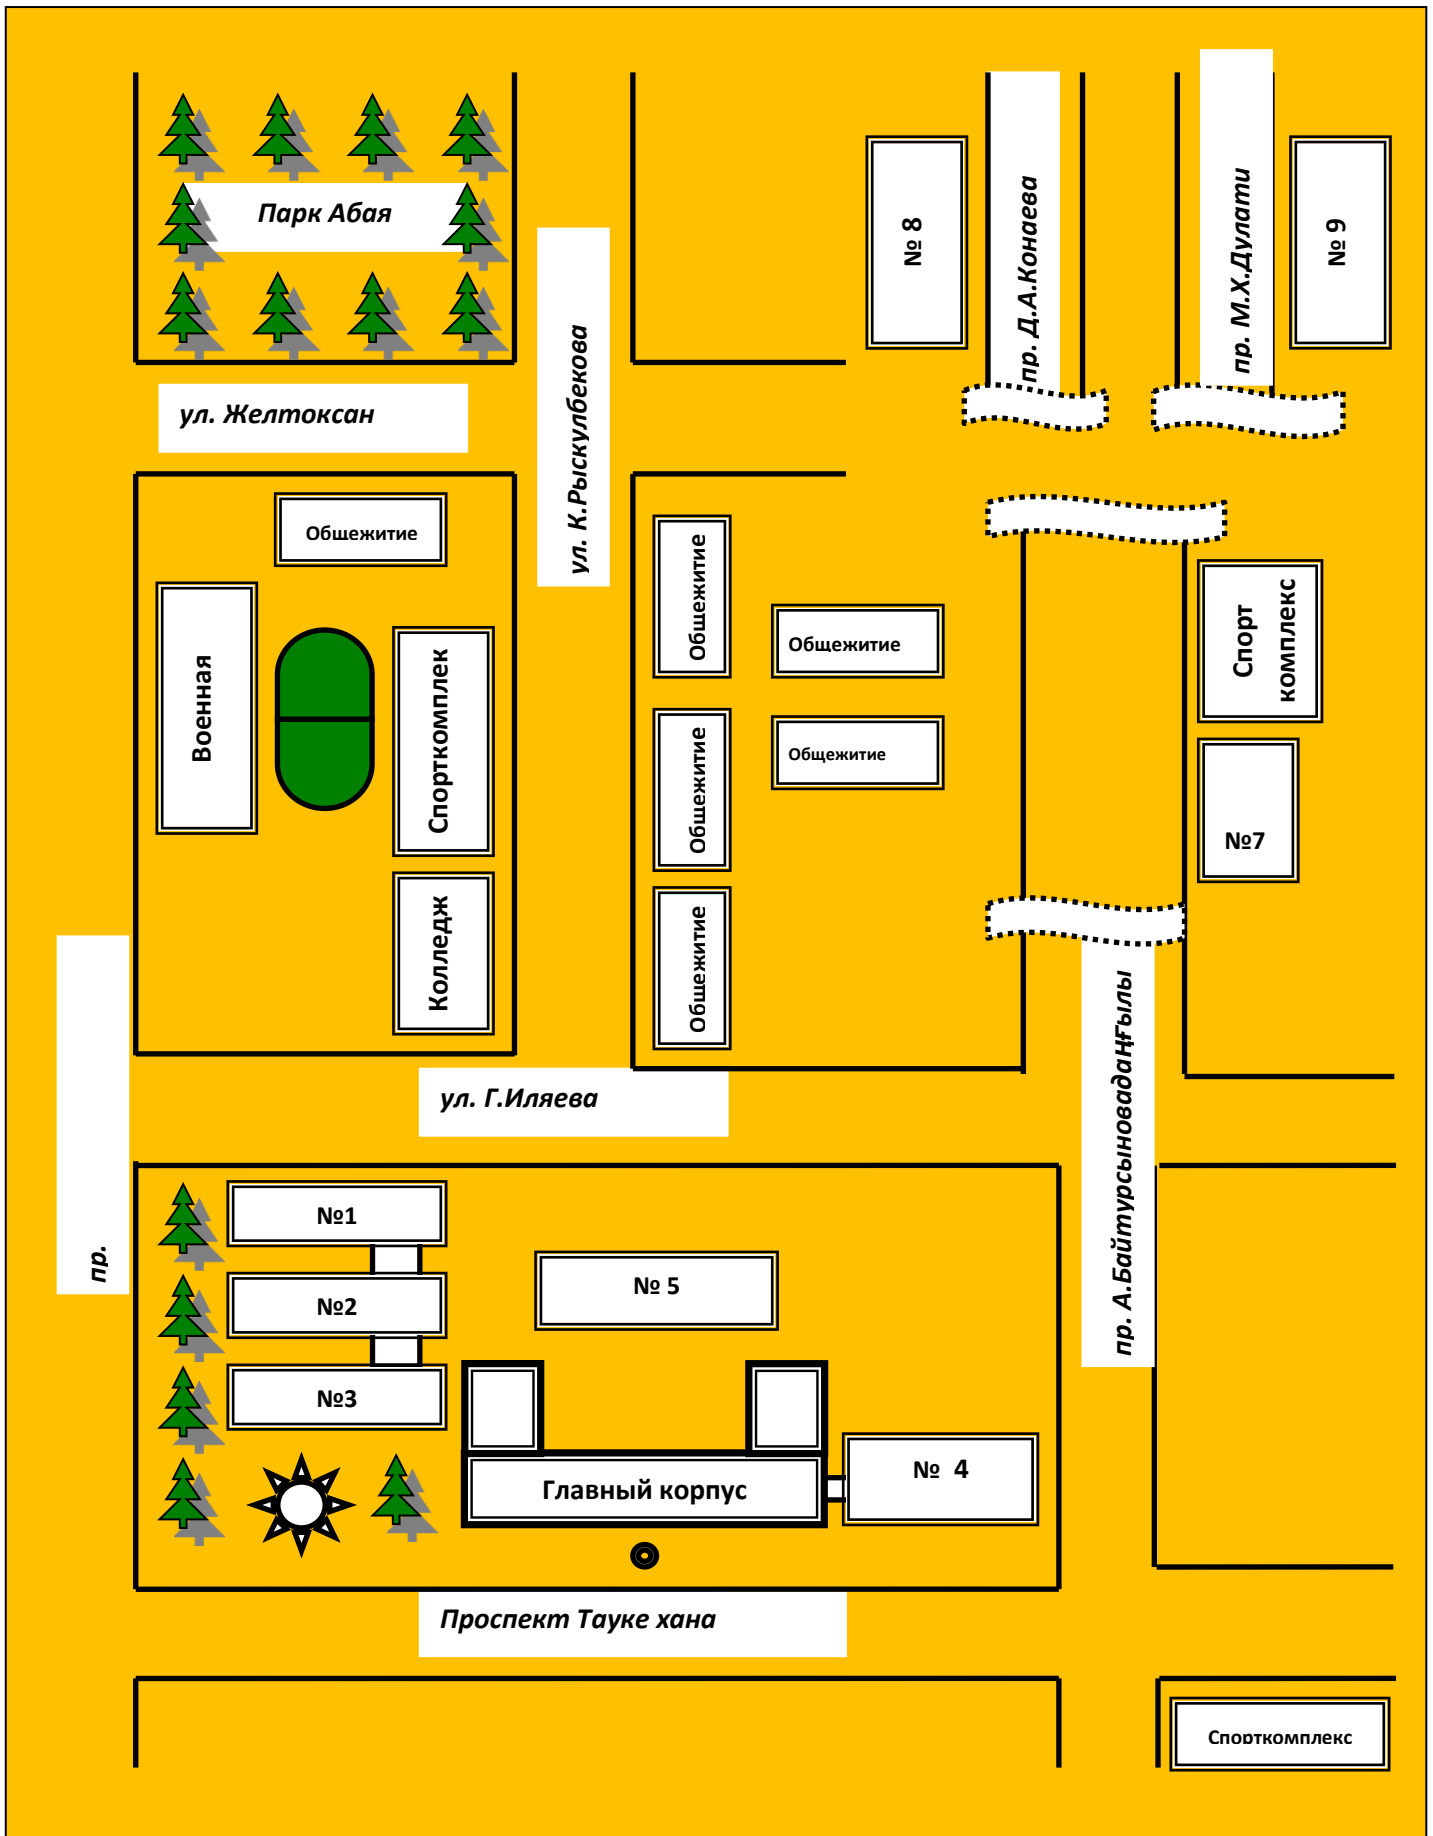 Парк Абая
№ 8
пр. Д.А.Конаева
пр. М.Х.Дулати
№ 9
ул. Желтоксан
ул. К.Рыскулбекова
Общежитие
Военная
Спорткомплек
Колледж
Общежитие
Общежитие
Общежитие
Общежитие
Общежитие
Спорт
комплекс
№7
пр.
ул. Г.Иляева
пр. А.Байтурсыновадаңғылы
№1
№2
№3
№ 5
Главный корпус
№ 4
Проспект Тауке хана
Спорткомплекс